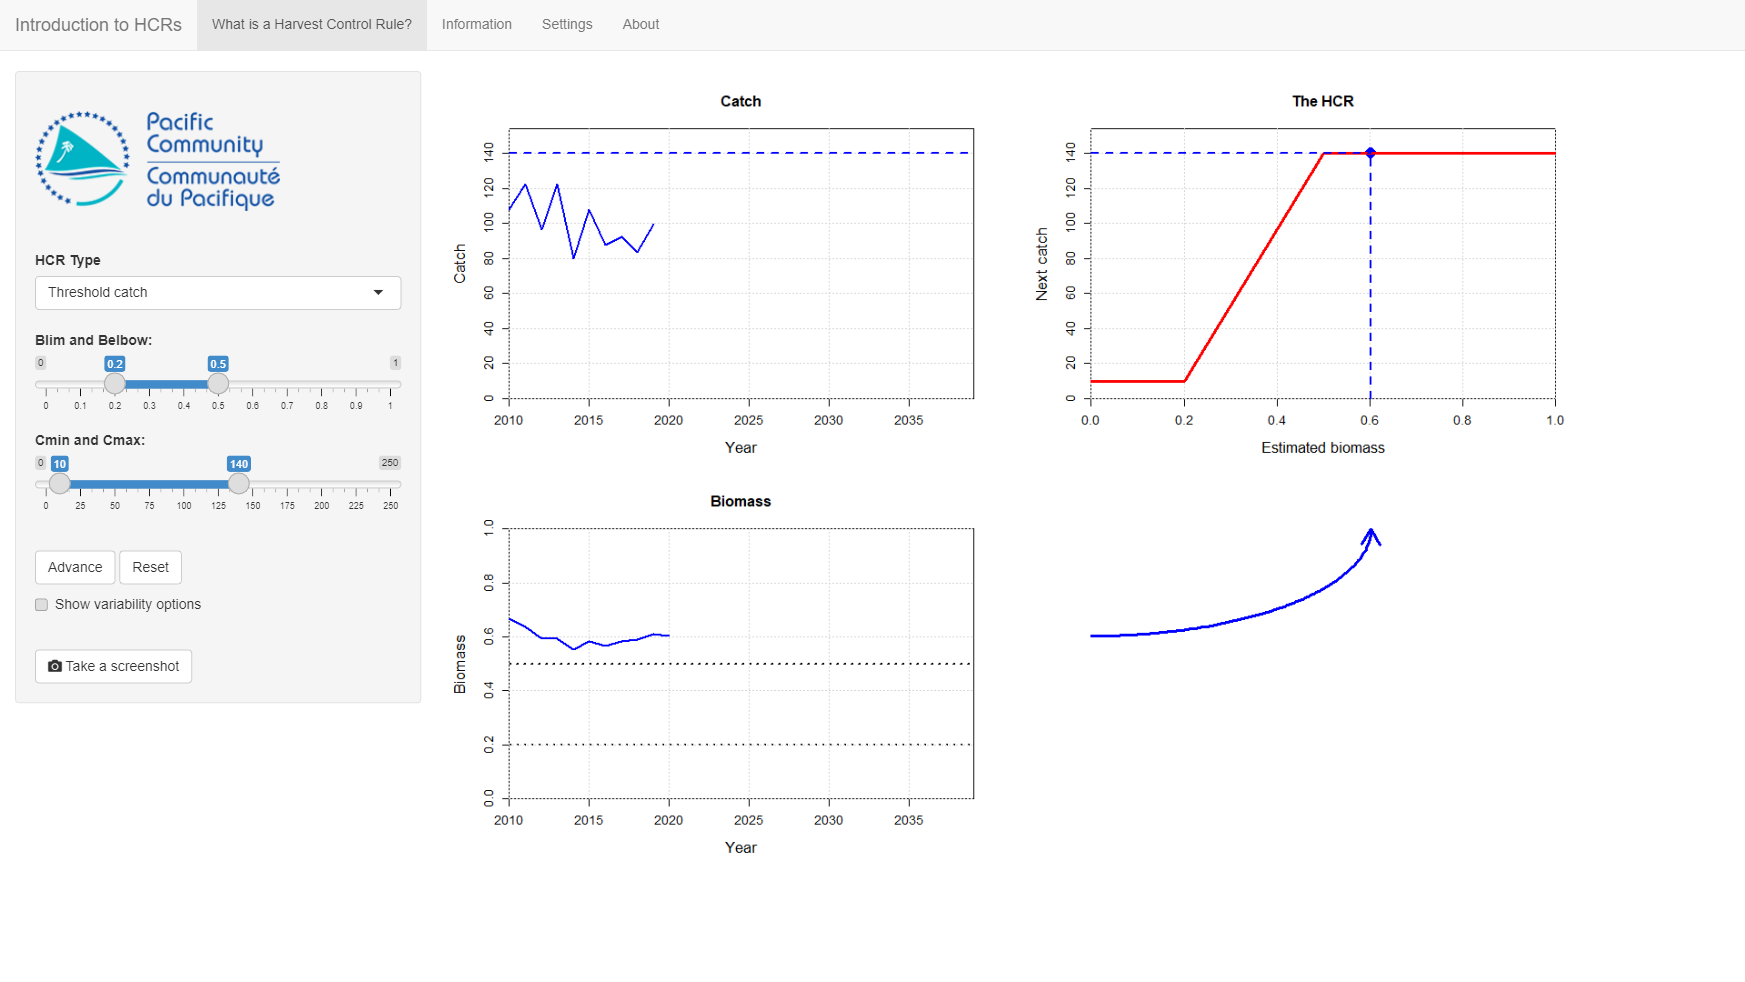 Introduction to HCRs
What is a Harvest Control Rule?
Information
Settings
About
Pacific
Community
Communauté
du Pacifique
HCR Type
Threshold catch
Blim and Belbow:
0 0.2 0.5 1
0 0.1 0.2 0.3 0.4 0.5 0.6 0.7 0.8 0.9 1
Cmin and Cmax:
0 10 140 250
0 25 50 75 100 125 150 175 200 225 250
Advance
Reset
Show variability options
Take a screenshot
Catch
Catch
0 20 40 60 80 100 120 140
2010 2015 2020 2025 2030 2035
Year
The HCR
Next catch
0 20 40 60 80 100 120 140
0.0 0.2 0.4 0.6 0.8 1.0
Estimated biomass
Biomass
Biomass
0.0 0.2 0.4 0.6 0.8 1.0
2010 2015 2020 2025 2030 2035
Year